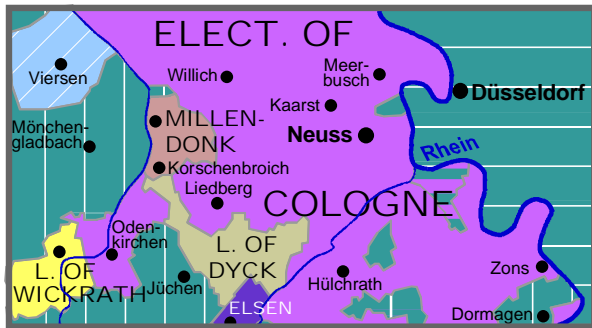 ELECT. OF
Viersen
Willich
Meer-
busch
Kaarst
Düsseldorf
Mönchen-
gladbach
MILLEN-
DONK
Neuss
Rhein
Korschenbroich
Liedberg
COLOGNE
Oden-
kirchen
L. OF
DYCK
L. OF
WICKRATH
Jüchen
Hülchrath
Zons
ELSEN
Dormagen